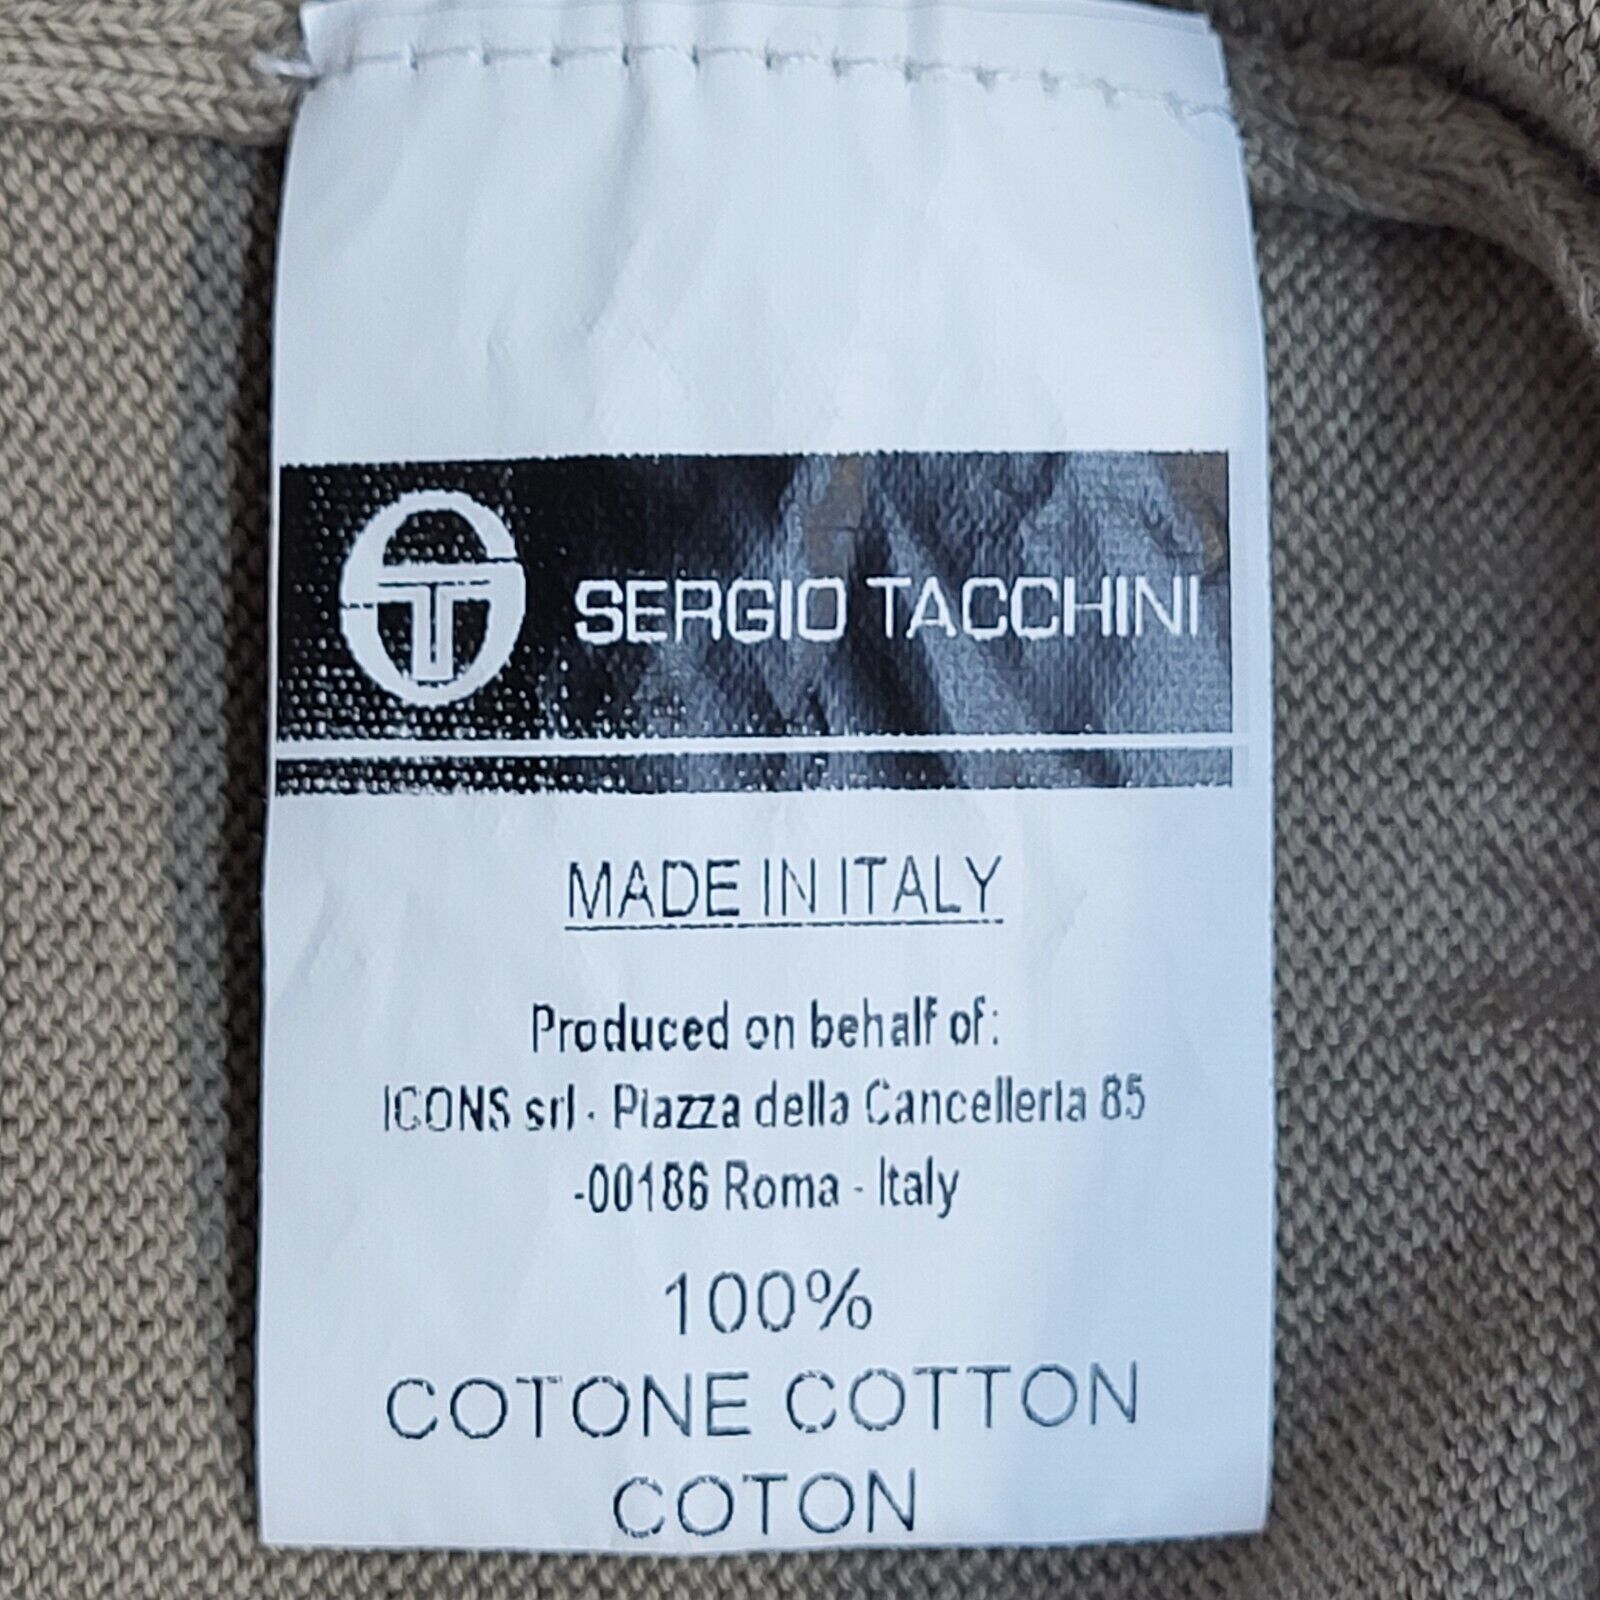 SERGIO TACCHINI
MADE IN ITALY
Produced on behalf of:
ICONS srl - Piazza della Cancelleria 85
-00186 Roma - Italy
100%
COTONE COTTON
COTON